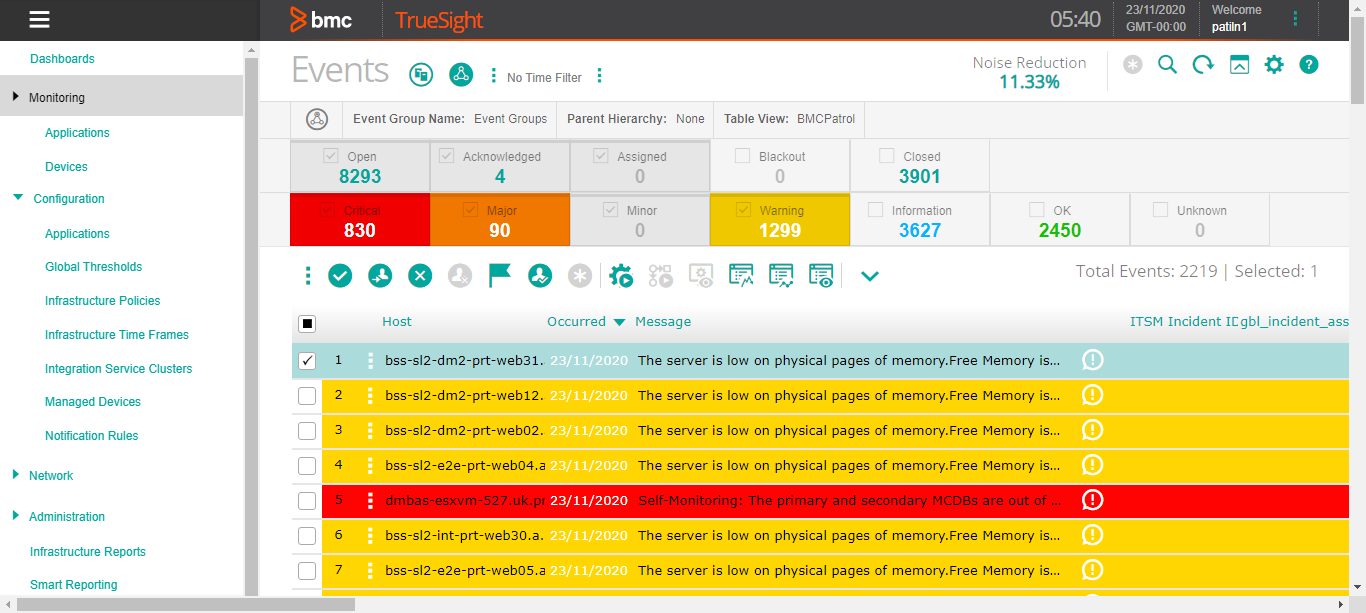 bmc TrueSight 05:40 23/11/2020 GMT-00:00 Welcome patiln1
Dashboards
Monitoring
Applications
Devices
Configuration
Applications
Global Thresholds
Infrastructure Policies
Infrastructure Time Frames
Integration Service Clusters
Managed Devices
Notification Rules
Network
Administration
Infrastructure Reports
Smart Reporting
Events No Time Filter Noise Reduction
11.33%
Event Group Name: Event Groups Parent Hierarchy: None Table View: BMCPatrol
Open Acknowledged Assigned Blackout Closed
8293 4 0 0 3901
Critical Major Minor Warning Information OK Unknown
830 90 0 1299 3627 2450 0
Total Events: 2219 | Selected: 1
Host Occurred Message ITSM Incident ID gbl_incident_ass
1 bss-sl2-dm2-prt-web31. 23/11/2020 The server is low on physical pages of memory.Free Memory is...
2 bss-sl2-dm2-prt-web12. 23/11/2020 The server is low on physical pages of memory.Free Memory is...
3 bss-sl2-dm2-prt-web02. 23/11/2020 The server is low on physical pages of memory.Free Memory is...
4 bss-sl2-e2e-prt-web04.a 23/11/2020 The server is low on physical pages of memory.Free Memory is...
5 dmbas-esxvm-527.uk.pr 23/11/2020 Self-Monitoring: The primary and secondary MCDBs are out of ...
6 bss-sl2-int-prt-web30.a. 23/11/2020 The server is low on physical pages of memory.Free Memory is...
7 bss-sl2-e2e-prt-web05.a 23/11/2020 The server is low on physical pages of memory.Free Memory is...